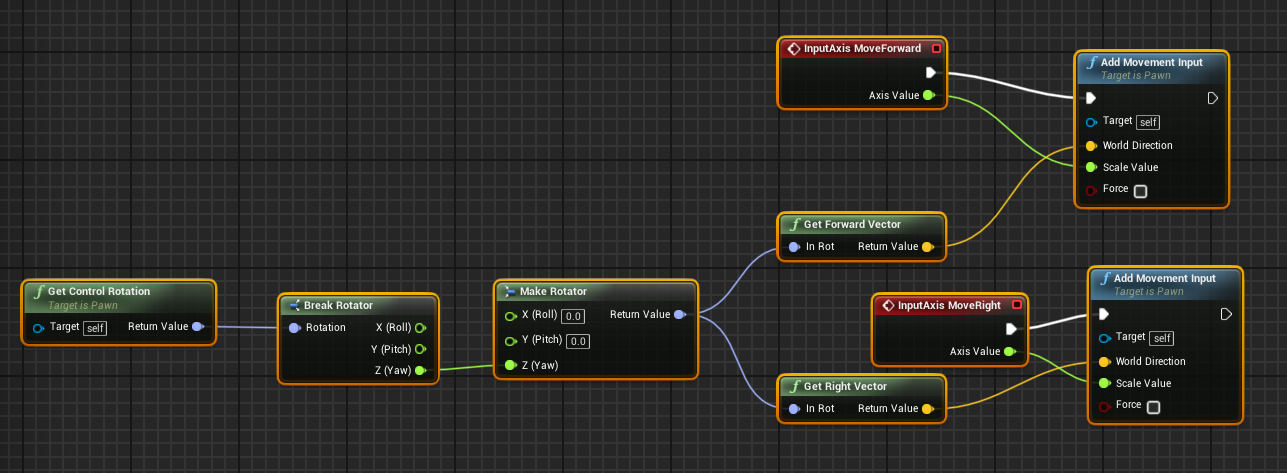 InputAxis MoveForward
Axis Value
Add Movement Input
Target is Pawn
Target self
World Direction
Scale Value
Force
Get Forward Vector
In Rot Return Value
Get Control Rotation
Target is Pawn
Target self Return Value
Break Rotator
Rotation X (Roll)
Y (Pitch)
Z (Yaw)
Make Rotator
X (Roll) 0.0 Return Value
Y (Pitch) 0.0
Z (Yaw)
InputAxis MoveRight
Axis Value
Get Right Vector
In Rot Return Value
Add Movement Input
Target is Pawn
Target self
World Direction
Scale Value
Force